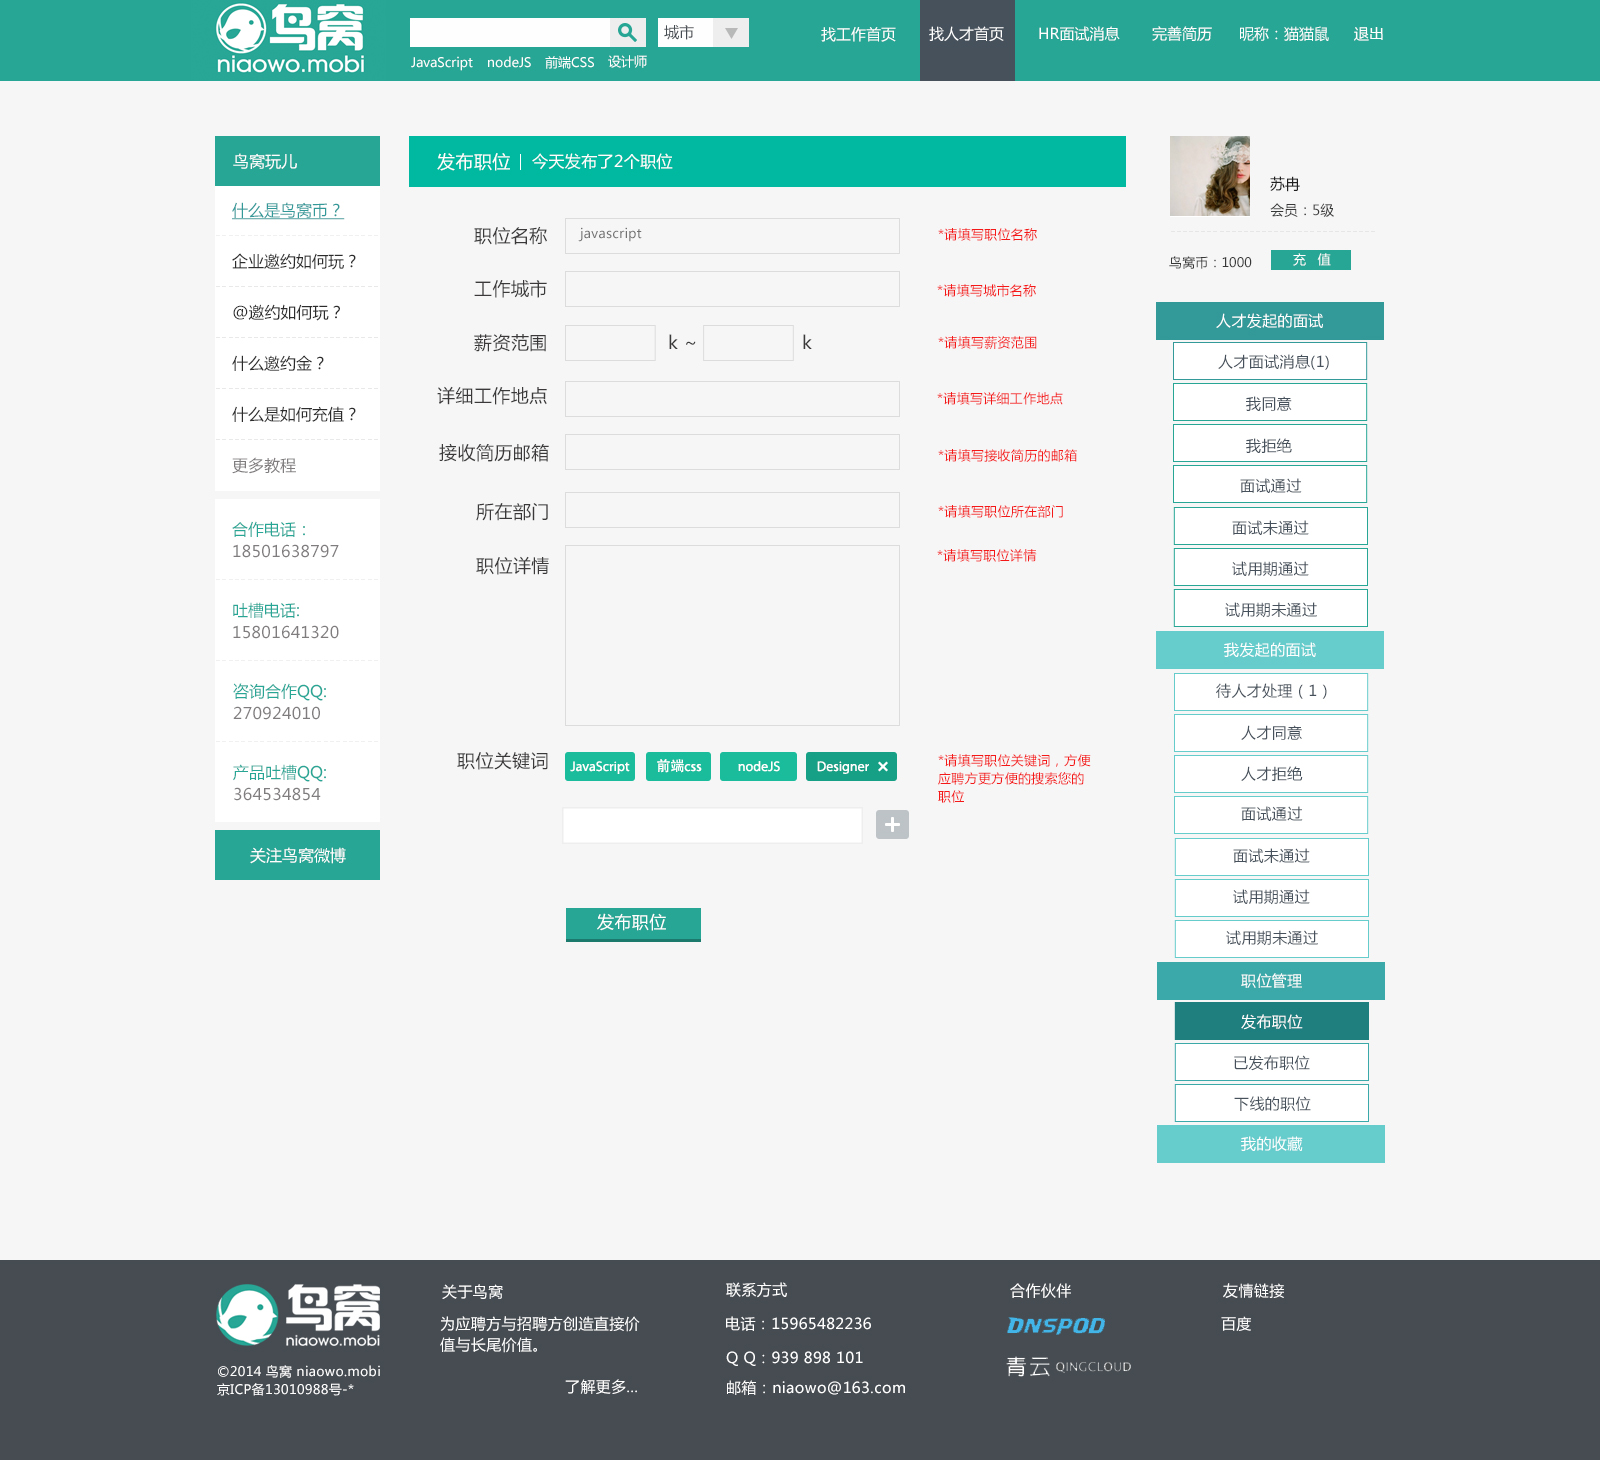 鸟窝
niaowo.mobi
城市
JavaScript nodeJS 前端CSS 设计师
找工作首页 找人才首页 HR面试消息 完善简历 昵称：猫猫鼠 退出
鸟窝玩儿
什么是鸟窝币？
企业邀约如何玩？
@邀约如何玩？
什么邀约金？
什么是如何充值？
更多教程
合作电话：
18501638797
吐槽电话:
15801641320
咨询合作QQ:
270924010
产品吐槽QQ:
364534854
关注鸟窝微博
发布职位 | 今天发布了2个职位
职位名称 javascript *请填写职位名称
工作城市 *请填写城市名称
薪资范围 k ~ k *请填写薪资范围
详细工作地点 *请填写详细工作地点
接收简历邮箱 *请填写接收简历的邮箱
所在部门 *请填写职位所在部门
职位详情 *请填写职位详情
职位关键词 JavaScript 前端css nodeJS Designer ×
*请填写职位关键词，方便
应聘方更方便的搜索您的
职位
+
发布职位
苏冉
会员：5级
鸟窝币：1000 充 值
人才发起的面试
人才面试消息(1)
我同意
我拒绝
面试通过
面试未通过
试用期通过
试用期未通过
我发起的面试
待人才处理（1）
人才同意
人才拒绝
面试通过
面试未通过
试用期通过
试用期未通过
职位管理
发布职位
已发布职位
下线的职位
我的收藏
鸟窝
niaowo.mobi
©2014 鸟窝 niaowo.mobi
京ICP备13010988号-*
关于鸟窝
为应聘方与招聘方创造直接价
值与长尾价值。
了解更多...
联系方式
电话：15965482236
Q Q：939 898 101
邮箱：niaowo@163.com
合作伙伴
DNSPOD
青云 QINGCLOUD
友情链接
百度